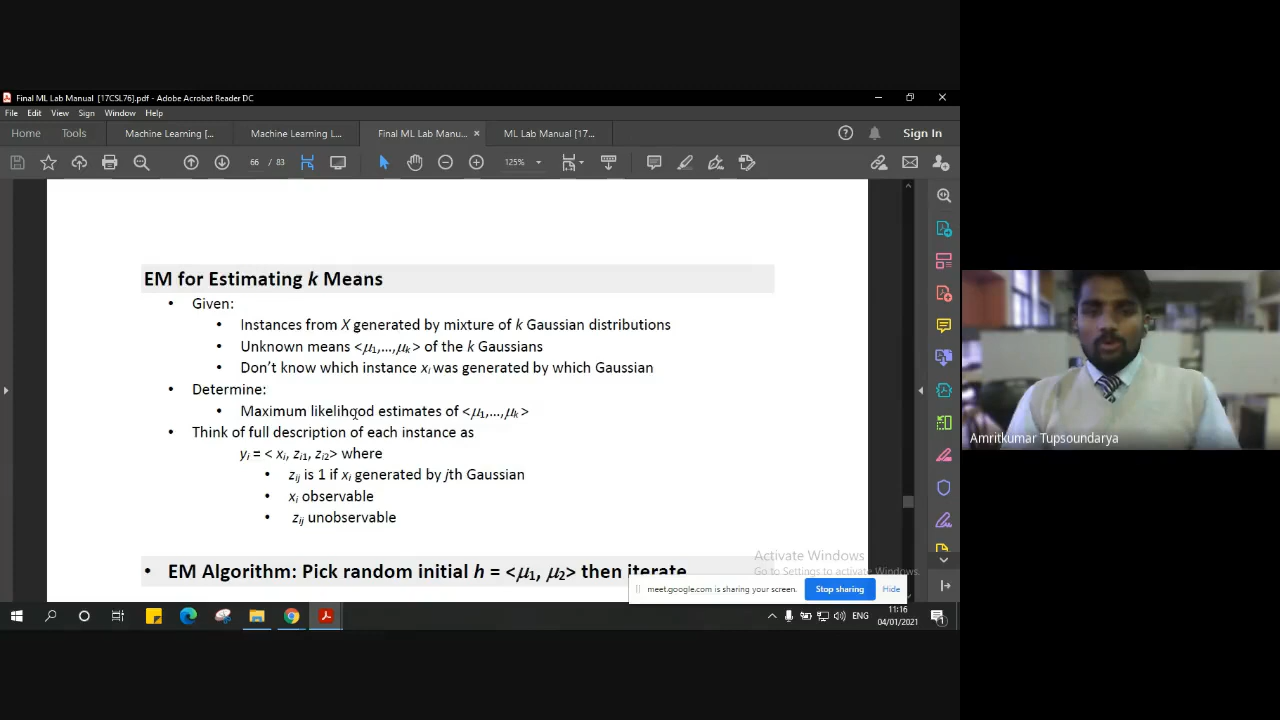 Final ML Lab Manual [17CSL76].pdf - Adobe Acrobat Reader DC
File Edit View Sign Window Help
Home Tools Machine Learning [... Machine Learning L... Final ML Lab Manu... × ML Lab Manual [17... Sign In
66 / 83 125%
EM for Estimating k Means
• Given:
• Instances from X generated by mixture of k Gaussian distributions
• Unknown means <μ1,...,μk> of the k Gaussians
• Don't know which instance xi was generated by which Gaussian
• Determine:
• Maximum likelihood estimates of <μ1,...,μk>
• Think of full description of each instance as
yi = < xi, zi1, zi2> where
• zij is 1 if xi generated by jth Gaussian
• xi observable
• zij unobservable
• EM Algorithm: Pick random initial h = <μ1, μ2> then iterate
Activate Windows
Go to Settings to activate Windows.
meet.google.com is sharing your screen. Stop sharing Hide
ENG
11:16
04/01/2021
Amritkumar Tupsoundarya